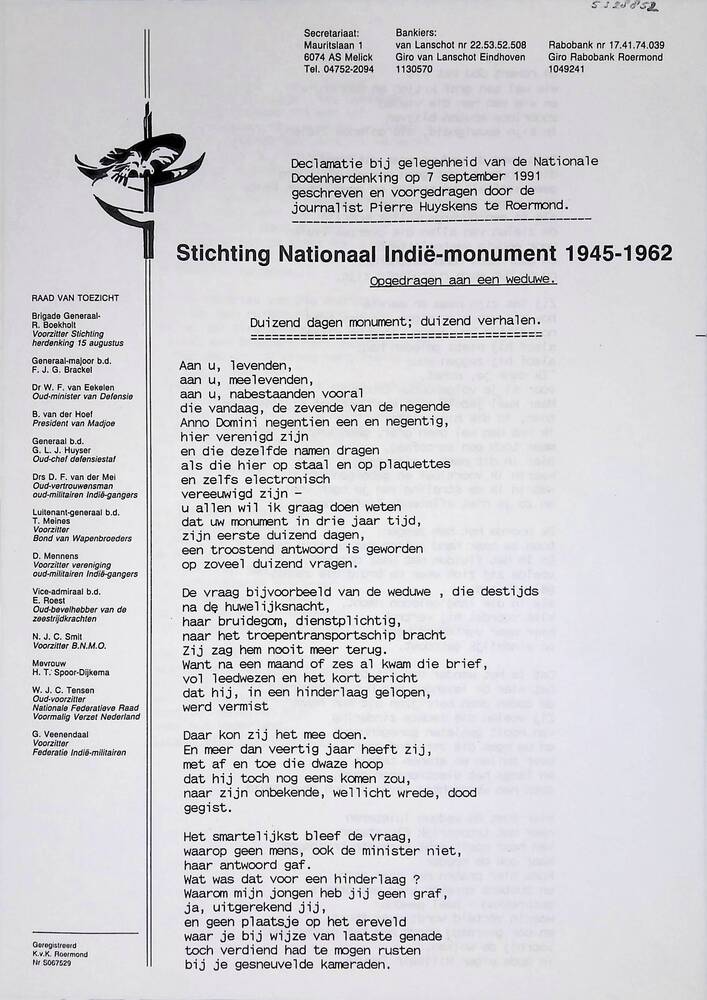 5328852
Secretariaat:
Mauritslaan 1
6074 AS Melick
Tel. 04752-2094
Bankiers:
van Lanschot nr 22.53.52.508
Giro van Lanschot Eindhoven
1130570
Rabobank nr 17.41.74.039
Giro Rabobank Roermond
1049241
Declamatie bij gelegenheid van de Nationale
Dodenherdenking op 7 september 1991
geschreven en voorgedragen door de
journalist Pierre Huyskens te Roermond.
Stichting Nationaal Indië-monument 1945-1962
Opgedragen aan een weduwe.
Duizend dagen monument; duizend verhalen.
RAAD VAN TOEZICHT
Brigade Generaal-
R. Boekholt
Voorzitter Stichting
herdenking 15 augustus
Generaal-majoor b.d.
F. J. G. Brackel
Dr W. F. van Eekelen
Oud-minister van Defensie
B. van der Hoef
President van Madjoe
Generaal b.d.
G. L. J. Huyser
Oud-chef defensiestaf
Drs D. F. van der Mei
Oud-vertrouwensman
oud-militairen Indië-gangers
Luitenant-generaal b.d.
T. Meines
Voorzitter
Bond van Wapenbroeders
D. Mennens
Voorzitter vereniging
oud-militairen Indië-gangers
Vice-admiraal b.d.
E. Roest
Oud-bevelhebber van de
zeestrijdkrachten
N. J. C. Smit
Voorzitter B.N.M.O.
Mevrouw
H. T. Spoor-Dijkema
W. J. C. Tensen
Oud-voorzitter
Nationale Federatieve Raad
Voormalig Verzet Nederland
G. Veenendaal
Voorzitter
Federatie Indië-militairen
Geregistreerd
K.v.K. Roermond
Nr S067529
Aan u, levenden,
aan u, meelevenden,
aan u, nabestaanden vooral
die vandaag, de zevende van de negende
Anno Domini negentien een en negentig,
hier verenigd zijn
en die dezelfde namen dragen
als die hier op staal en op plaquettes
en zelfs electronisch
vereeuwigd zijn -
u allen wil ik graag doen weten
dat uw monument in drie jaar tijd,
zijn eerste duizend dagen,
een troostend antwoord is geworden
op zoveel duizend vragen.
De vraag bijvoorbeeld van de weduwe , die destijds
na de huwelijksnacht,
haar bruidegom, dienstplichtig,
naar het troepentransportschip bracht
Zij zag hem nooit meer terug.
Want na een maand of zes al kwam die brief,
vol leedwezen en het kort bericht
dat hij, in een hinderlaag gelopen,
werd vermist
Daar kon zij het mee doen.
En meer dan veertig jaar heeft zij,
met af en toe die dwaze hoop
dat hij toch nog eens komen zou,
naar zijn onbekende, wellicht wrede, dood
gegist.
Het smartelijkst bleef de vraag,
waarop geen mens, ook de minister niet,
haar antwoord gaf.
Wat was dat voor een hinderlaag ?
Waarom mijn jongen heb jij geen graf,
ja, uitgerekend jij,
en geen plaatsje op het ereveld
waar je bij wijze van laatste genade
toch verdiend had te mogen rusten
bij je gesneuvelde kameraden.